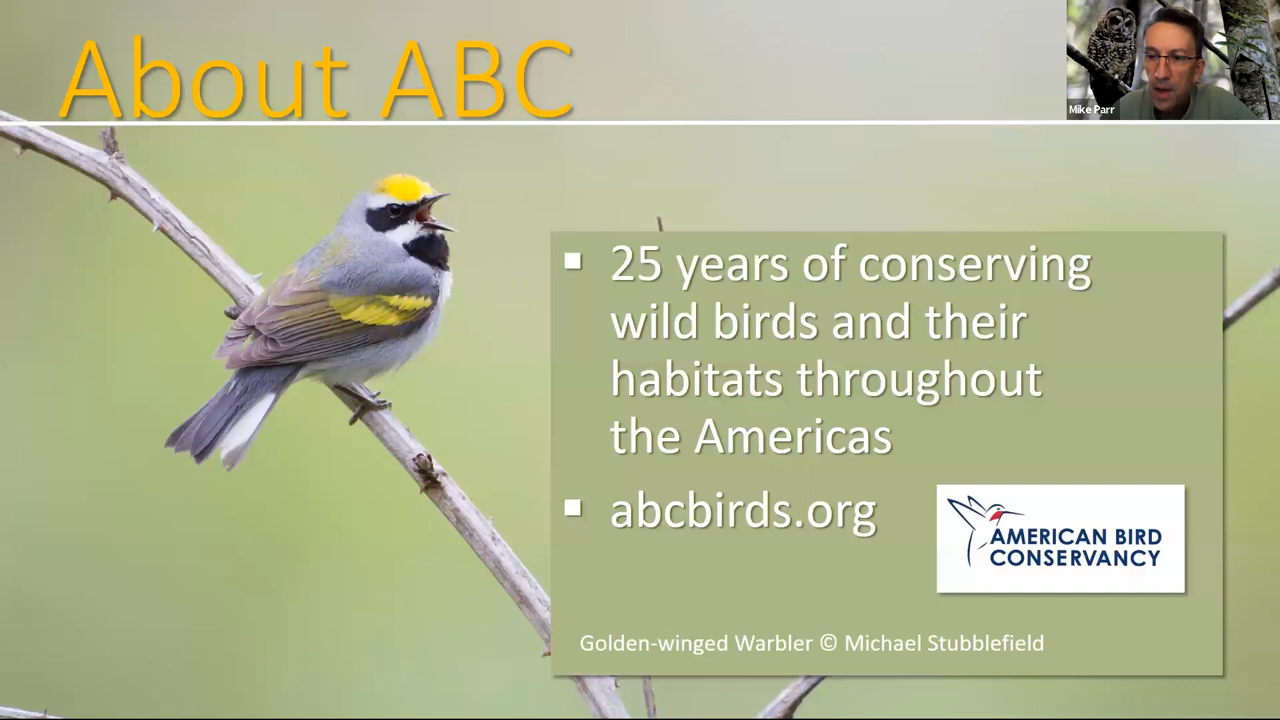 About ABC
Mike Parr
▪ 25 years of conserving
wild birds and their
habitats throughout
the Americas
▪ abcbirds.org
AMERICAN BIRD
CONSERVANCY
Golden-winged Warbler © Michael Stubblefield